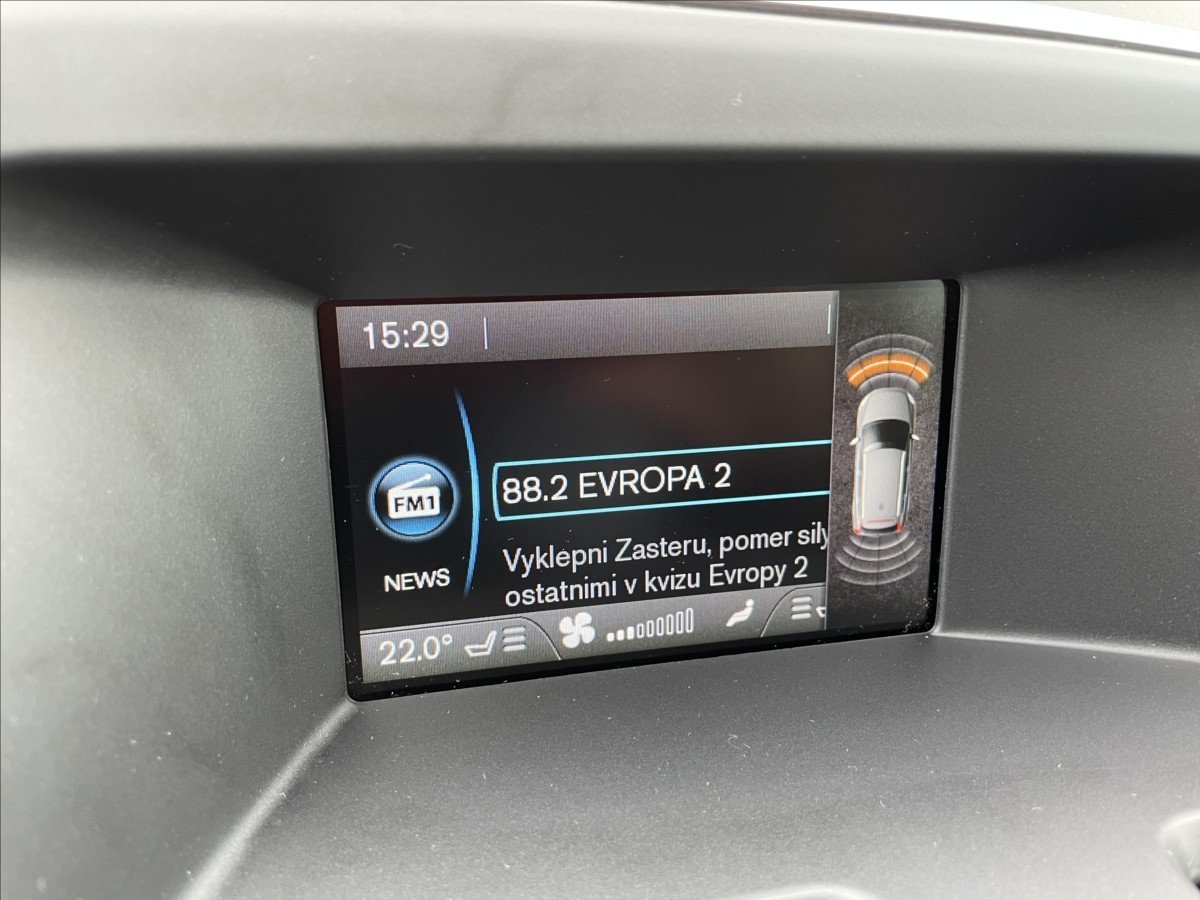 15:29
FM1
NEWS
88.2 EVROPA 2
Vyklepni Zasteru, pomer sily
ostatnimi v kvizu Evropy 2
22.0°